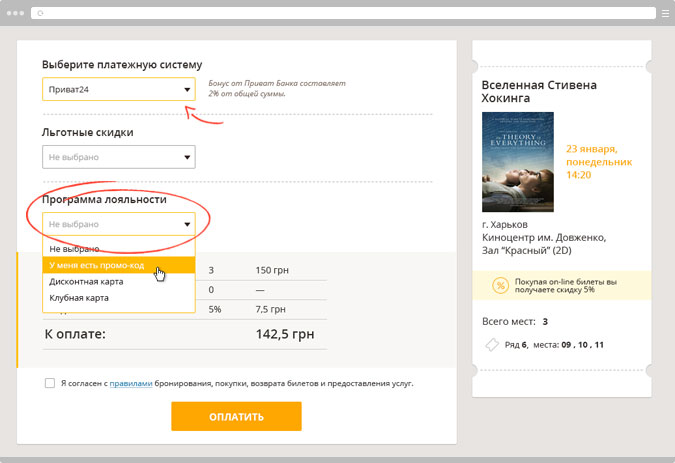 Выберите платежную систему
Приват24
Бонус от Приват Банка составляет
2% от общей суммы.
Льготные скидки
Не выбрано
Программа лояльности
Не выбрано
Не выбрано
У меня есть промо-код
Дисконтная карта
Клубная карта
3 150 грн
0 —
5% 7,5 грн
К оплате: 142,5 грн
Я согласен с правилами бронирования, покупки, возврата билетов и предоставления услуг.
ОПЛАТИТЬ
Вселенная Стивена
Хокинга
THE THEORY OF
EVERYTHING
23 января,
понедельник
14:20
г. Харьков
Киноцентр им. Довженко,
Зал “Красный” (2D)
%
Покупая on-line билеты вы
получаете скидку 5%
Всего мест: 3
Ряд 6, места: 09 , 10 , 11